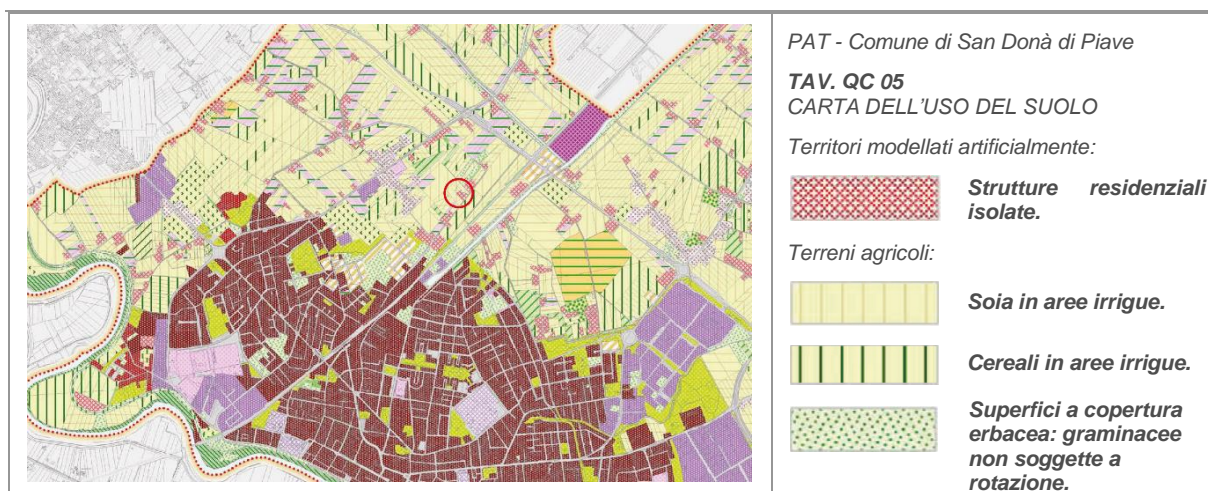 PAT - Comune di San Donà di Piave
TAV. QC 05
CARTA DELL'USO DEL SUOLO
Territori modellati artificialmente:
Strutture residenziali
isolate.
Terreni agricoli:
Soia in aree irrigue.
Cereali in aree irrigue.
Superfici a copertura
erbacea: graminacee
non soggette a
rotazione.